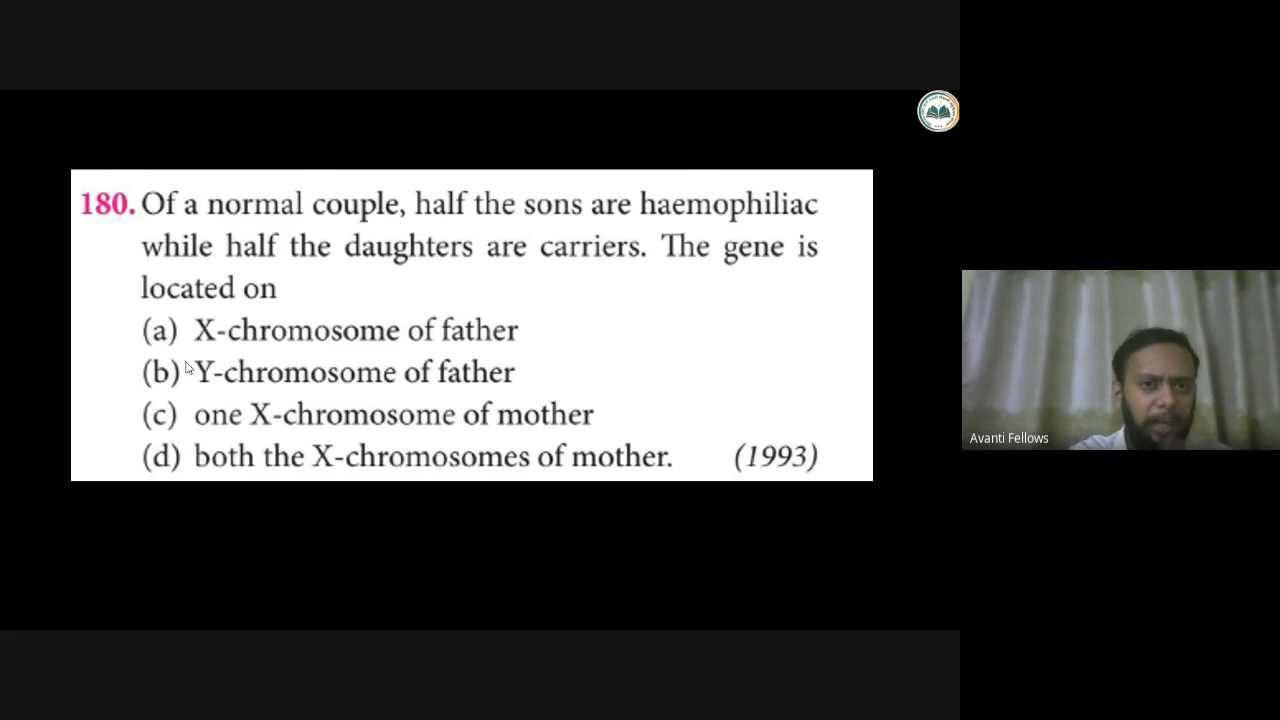 180. Of a normal couple, half the sons are haemophiliac
while half the daughters are carriers. The gene is
located on
(a) X-chromosome of father
(b) Y-chromosome of father
(c) one X-chromosome of mother
(d) both the X-chromosomes of mother. (1993)
Avanti Fellows